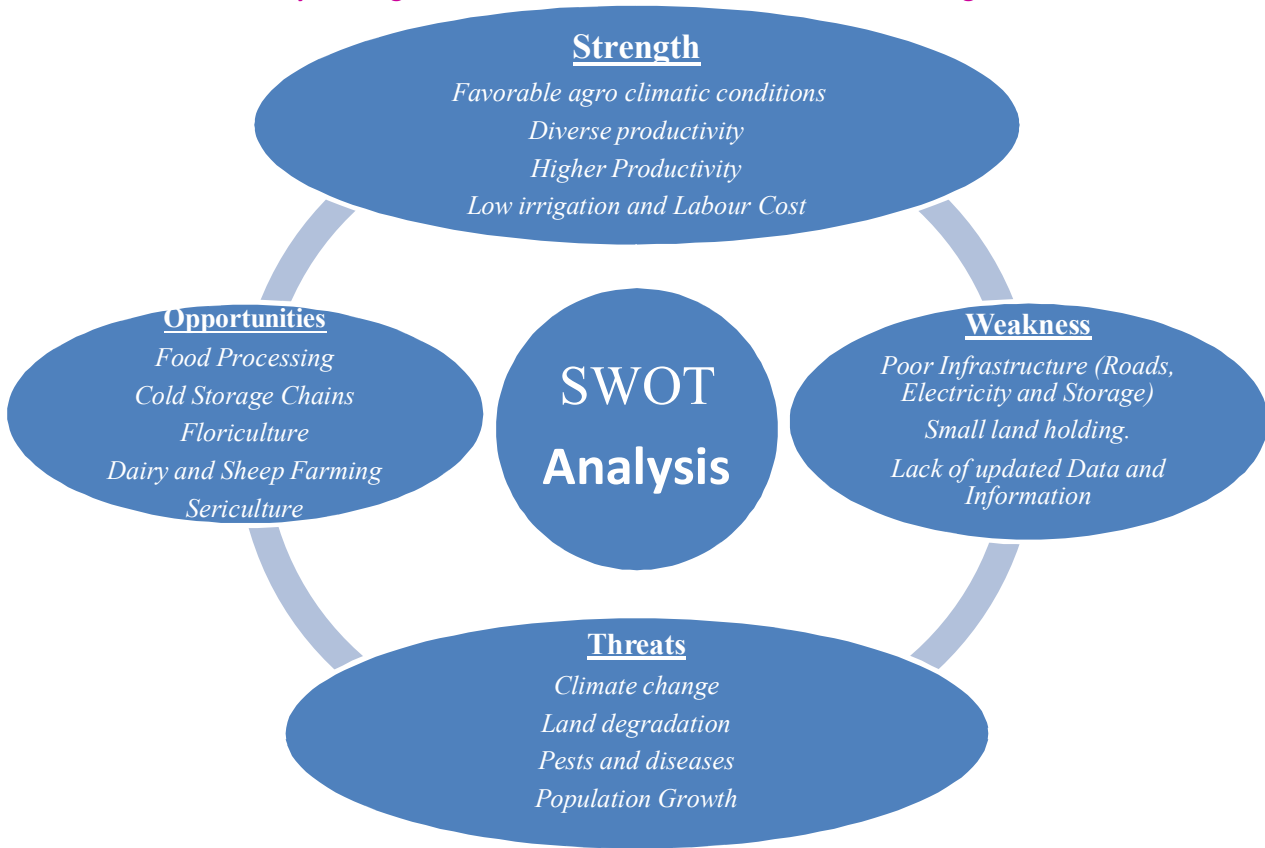 Strength
Favorable agro climatic conditions
Diverse productivity
Higher Productivity
Low irrigation and Labour Cost
Opportunities
Food Processing
Cold Storage Chains
Floriculture
Dairy and Sheep Farming
Sericulture
SWOT
Analysis
Weakness
Poor Infrastructure (Roads,
Electricity and Storage)
Small land holding.
Lack of updated Data and
Information
Threats
Climate change
Land degradation
Pests and diseases
Population Growth